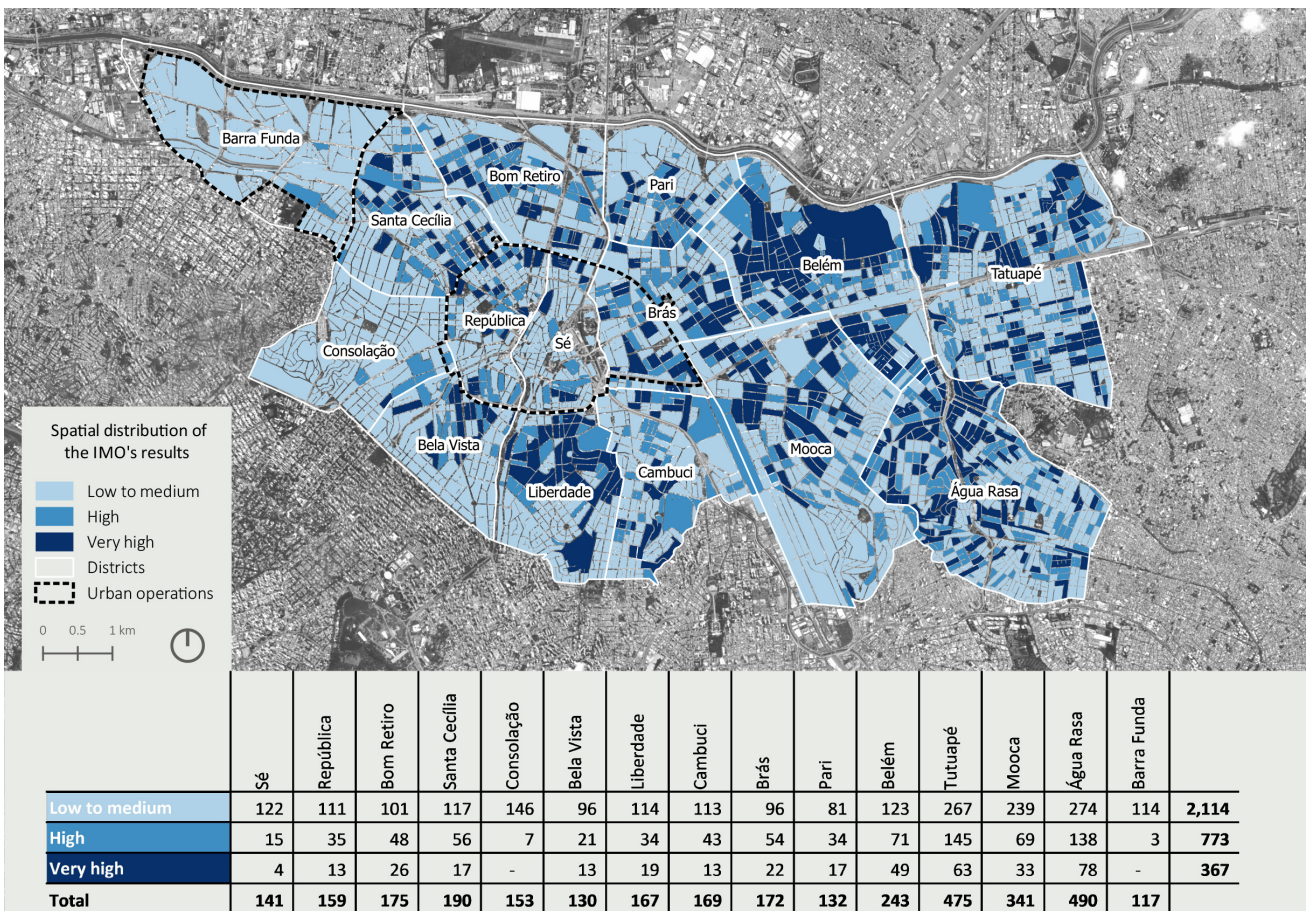 Barra Funda
Bom Retiro
Pari
Santa Cecília
Belém
Tatuapé
República
Brás
Sé
Consolação
Bela Vista
Mooca
Cambuci
Liberdade
Água Rasa
Spatial distribution of
the IMO's results
Low to medium
High
Very high
Districts
Urban operations
0 0.5 1 km
Sé República Bom Retiro Santa Cecília Consolação Bela Vista Liberdade Cambuci Brás Pari Belém Tutuapé Mooca Água Rasa Barra Funda
Low to medium 122 111 101 117 146 96 114 113 96 81 123 267 239 274 114 2,114
High 15 35 48 56 7 21 34 43 54 34 71 145 69 138 3 773
Very high 4 13 26 17 - 13 19 13 22 17 49 63 33 78 - 367
Total 141 159 175 190 153 130 167 169 172 132 243 475 341 490 117